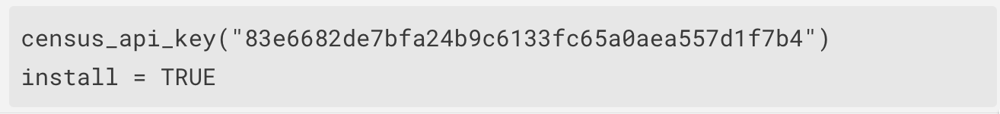 census_api_key("83e6682de7bfa24b9c6133fc65a0aea557d1f7b4")
install = TRUE